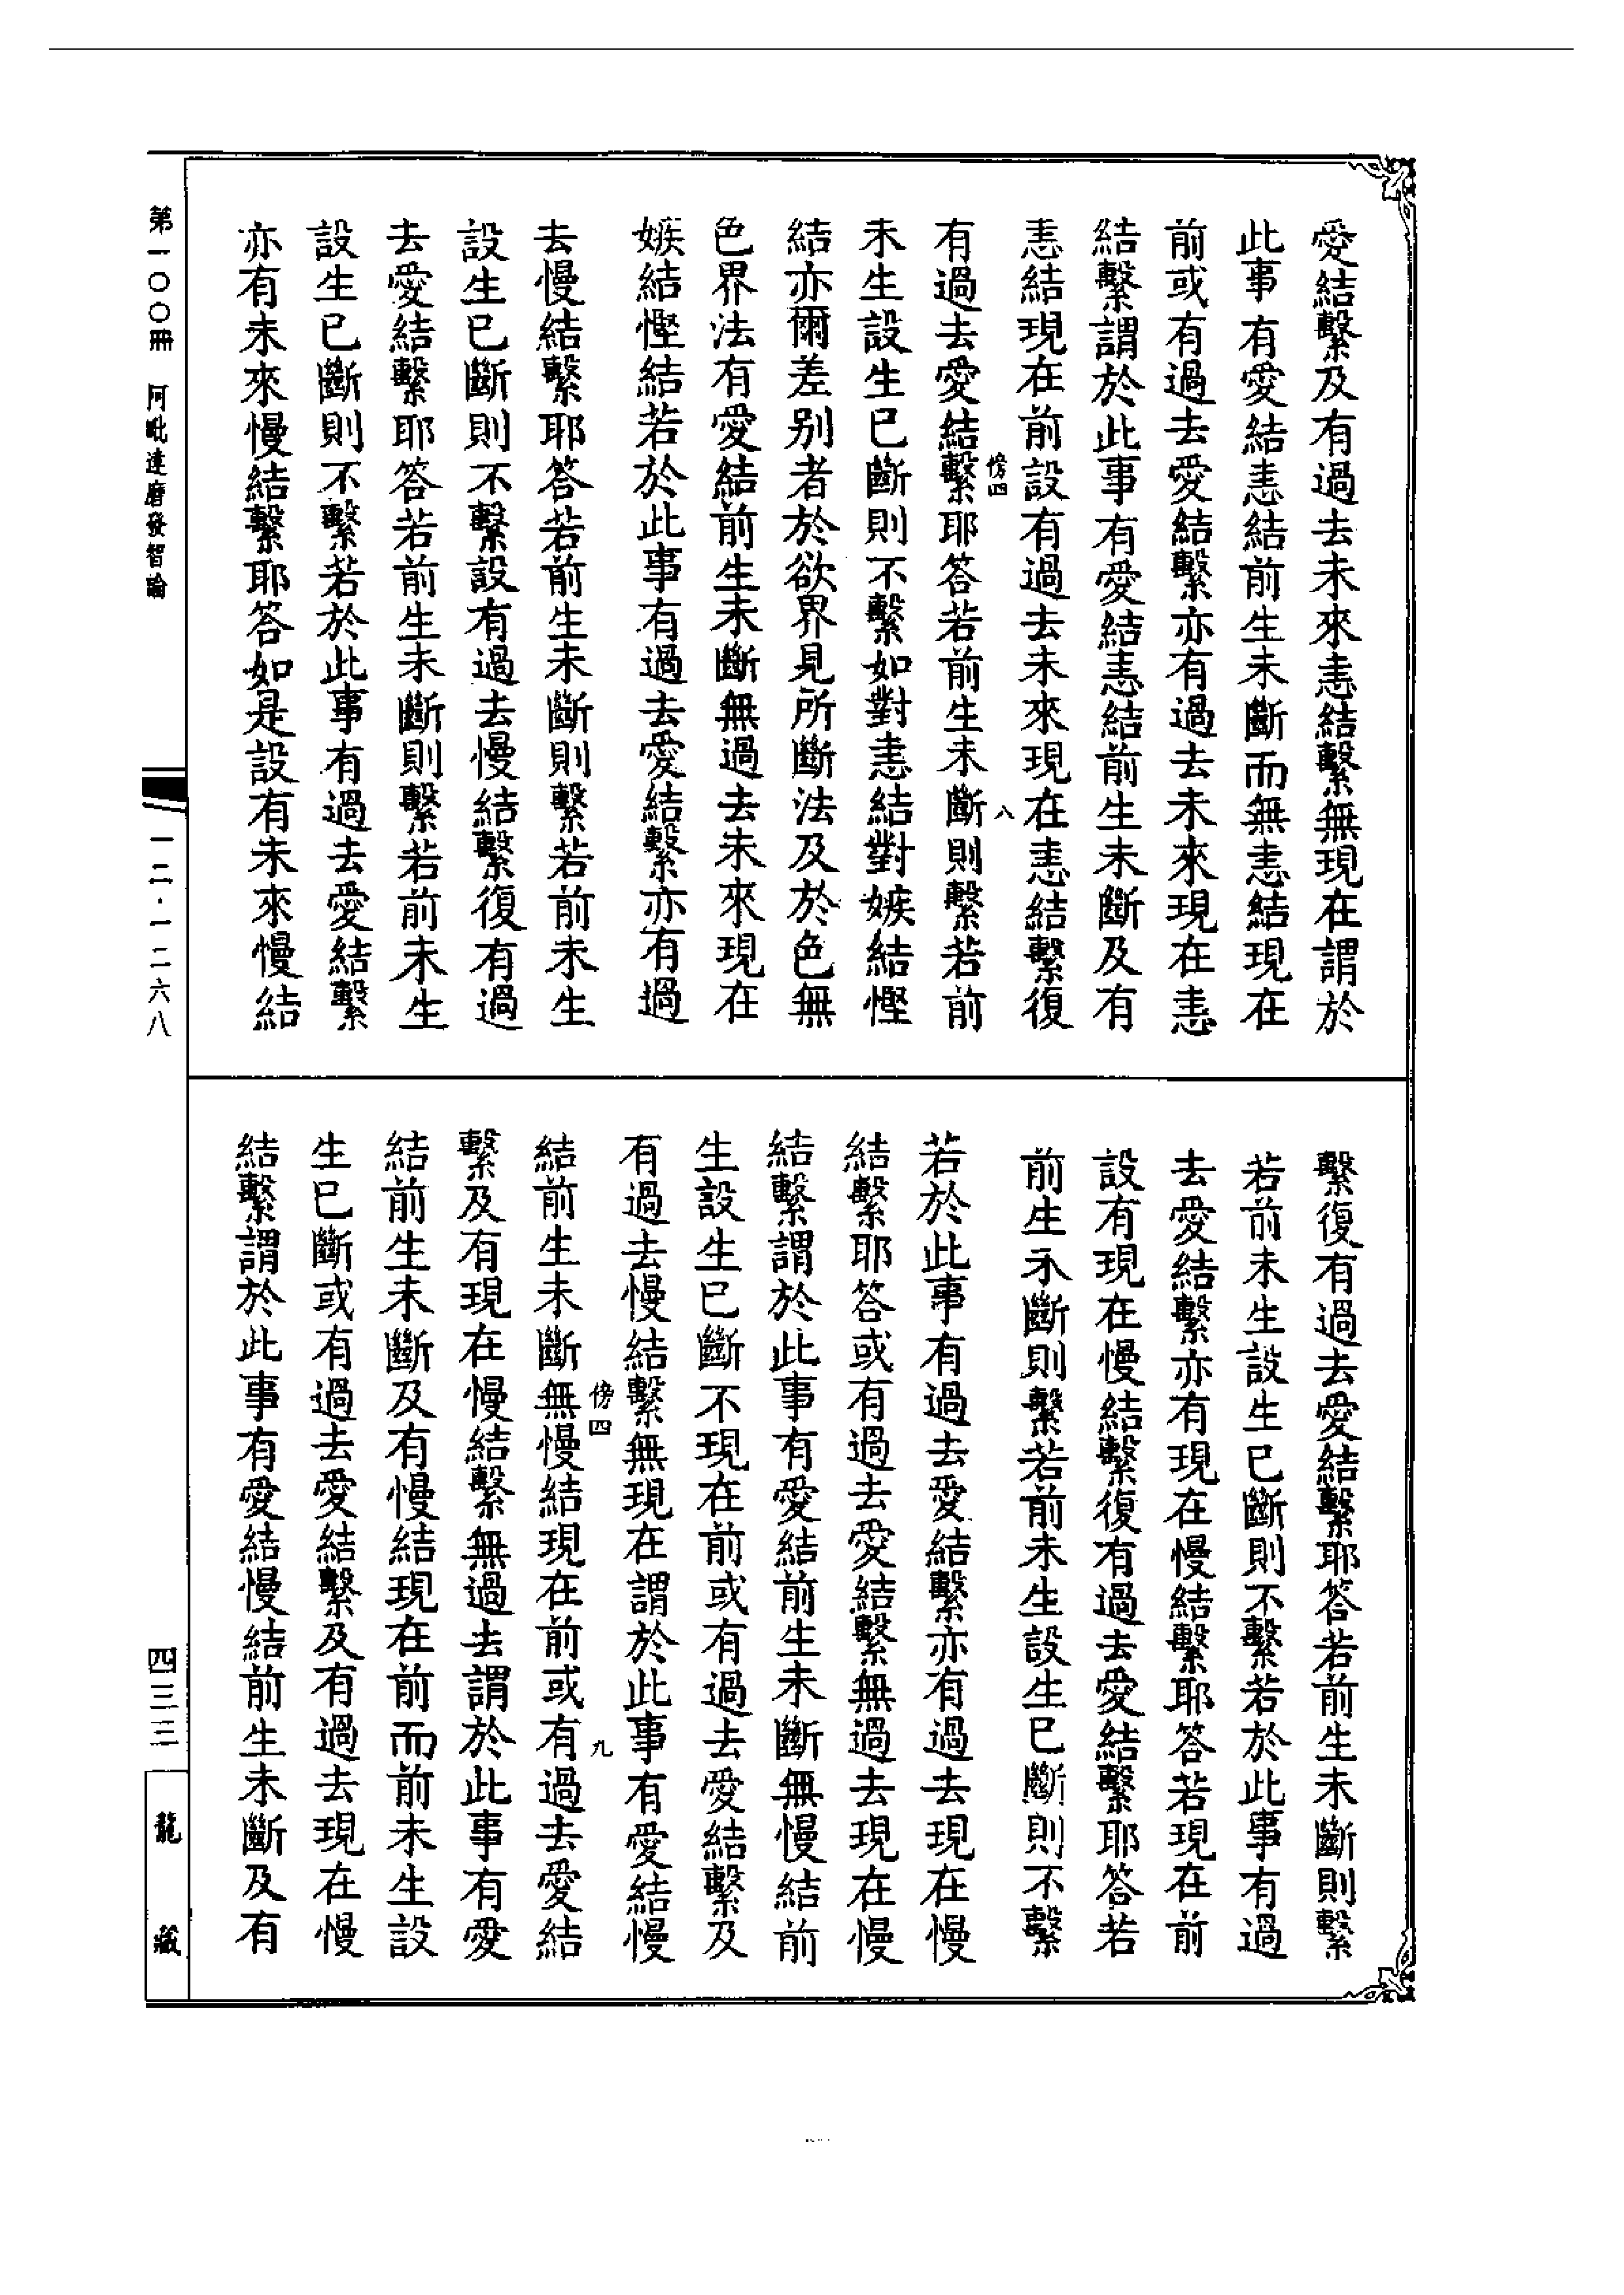 愛結繫及有過去未來恚結繫無現在謂於
此事有愛結恚結前生未斷而無恚結現在
前或有過去愛結繫亦有過去未來現在恚
結繫謂於此事有愛結恚結前生未斷及有
恚結現在前設有過去未來現在恚結繫復
傍四 八
有過去愛結繫耶答若前生未斷則繫若前
未生設生已斷則不繫如對恚結對嫉結慳
結亦爾差别者於欲界見所斷法及於色無
色界法有愛結前生未斷無過去未來現在
嫉結慳結若於此事有過去愛結繫亦有過
去慢結繫耶答若前生未斷則繫若前未生
設生已斷則不繫設有過去慢結繫復有過
去愛結繫耶答若前生未斷則繫若前未生
設生已斷則不繫若於此事有過去愛結繫
亦有未來慢結繫耶答如是設有未來慢結
繫復有過去愛結繫耶答若前生未斷則繫
若前未生設生已斷則不繫若於此事有過
去愛結繫亦有現在慢結繫耶答若現在前
設有現在慢結繫復有過去愛結繫耶答若
前生未斷則繫若前未生設生已斷則不繫
若於此事有過去愛結繫亦有過去現在慢
結繫耶答或有過去愛結繫無過去現在慢
結繫謂於此事有愛結前生未斷無慢結前
生設生已斷不現在前或有過去愛結繫及
有過去慢結繫無現在謂於此事有愛結慢
傍四 九
結前生未斷無慢結現在前或有過去愛結
繫及有現在慢結繫無過去謂於此事有愛
結前生未斷及有慢結現在前而前未生設
生已斷或有過去愛結繫及有過去現在慢
結繫謂於此事有愛結慢結前生未斷及有
第一〇〇冊 阿毗達磨發智論
一二·一二六八
四三三
龍藏